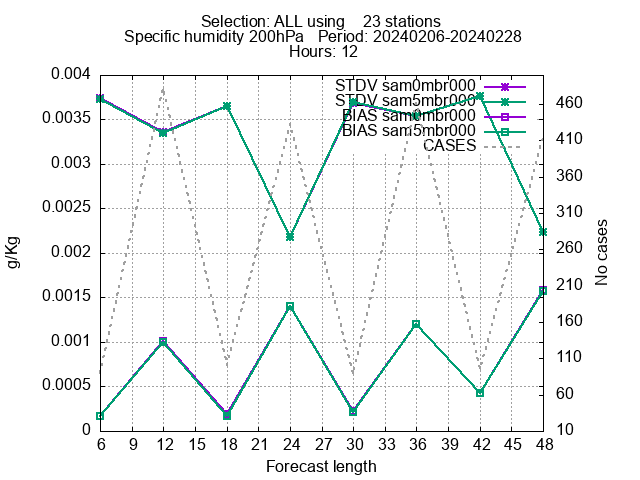 Selection: ALL using 23 stations
Specific humidity 200hPa Period: 20240206-20240228
Hours: 12
STDV sam0mbr000
STDV sam5mbr000
BIAS sam0mbr000
BIAS sam5mbr000
CASES
0.004
0.0035
0.003
0.0025
0.002
0.0015
0.001
0.0005
0
g/Kg
460
410
360
310
260
210
160
110
60
10
No cases
6 9 12 15 18 21 24 27 30 33 36 39 42 45 48
Forecast length